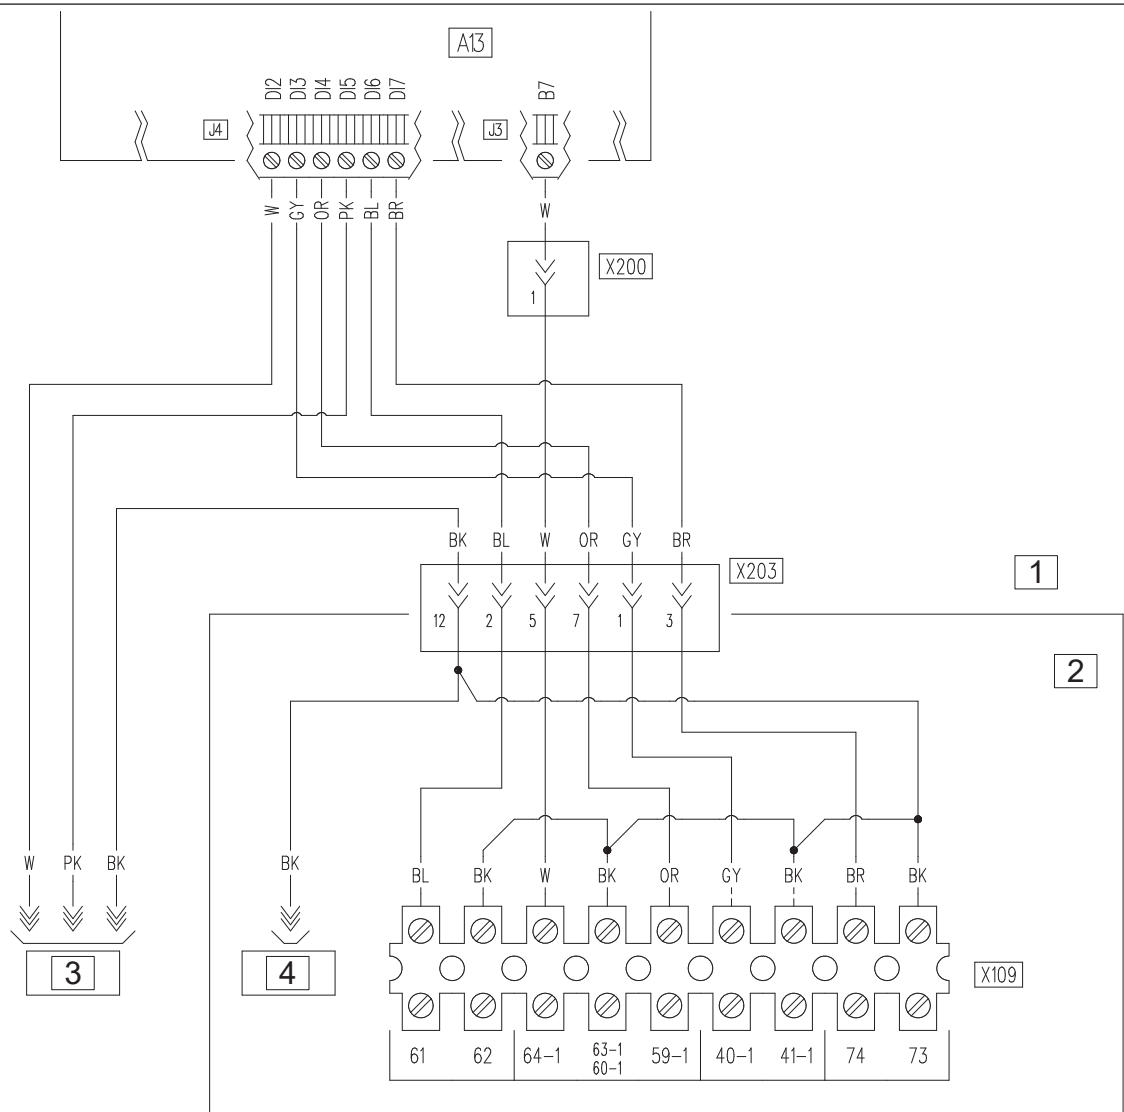 A13
DI2 DI3 DI4 DI5 DI6 DI7 B7
J4 J3
W GY OR PK BL BR W
X200
1
BK BL W OR GY BR
X203
1
12 2 5 7 1 3
2
W PK BK BK
BL BK W BK OR GY BK BR BK
3 4
X109
61 62 64-1 63-1 59-1 40-1 41-1 74 73
60-1